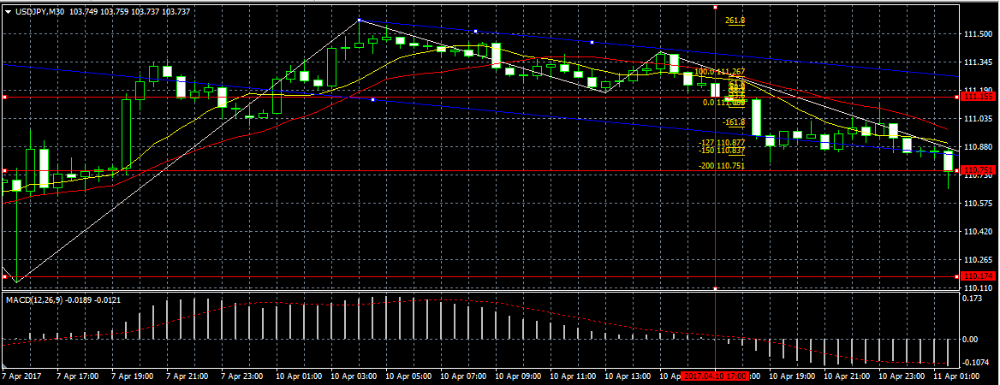 USDJPY,M30 103.749 103.759 103.737 103.737
261.8
111.500
111.345
100.0 111.267
111.190
111.155
0.0
111.035
-161.8
-127 110.877
110.880
-150 110.837
-200 110.751
110.751
110.575
110.420
110.265
110.174
110.110
MACD(12,26,9) -0.0189 -0.0121
0.173
0.00
-0.1074
7 Apr 2017
7 Apr 17:00
7 Apr 19:00
7 Apr 21:00
7 Apr 23:00
10 Apr 01:00
10 Apr 03:00
10 Apr 05:00
10 Apr 07:00
10 Apr 09:00
10 Apr 11:00
10 Apr 13:00
10 Ap
2017.04.10 17:00
:00
10 Apr 19:00
10 Apr 21:00
10 Apr 23:00
11 Apr 01:00